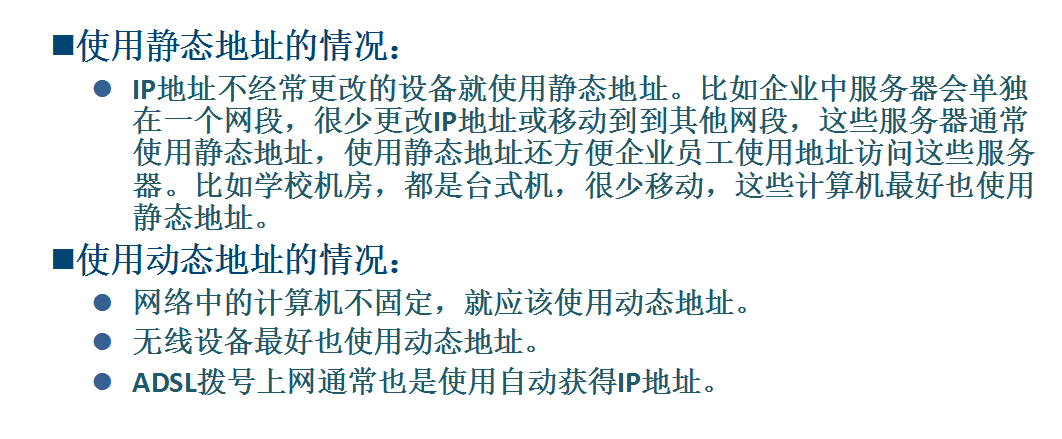 ■使用静态地址的情况：
● IP地址不经常更改的设备就使用静态地址。比如企业中服务器会单独
在一个网段，很少更改IP地址或移动到到其他网段，这些服务器通常
使用静态地址，使用静态地址还方便企业员工使用地址访问这些服务
器。比如学校机房，都是台式机，很少移动，这些计算机最好也使用
静态地址。
■使用动态地址的情况：
● 网络中的计算机不固定，就应该使用动态地址。
● 无线设备最好也使用动态地址。
● ADSL拨号上网通常也是使用自动获得IP地址。